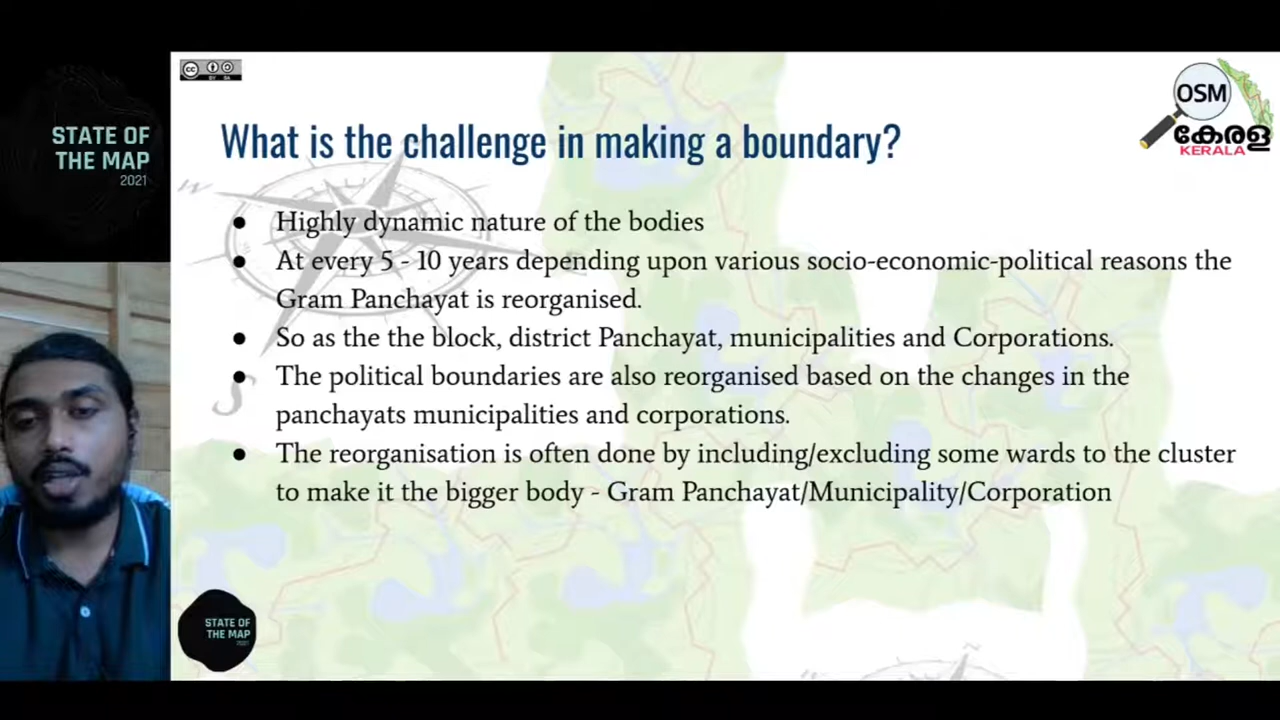 STATE OF
THE MAP
2021
cc BY SA
What is the challenge in making a boundary?
OSM
കേരള
KERALA
W
● Highly dynamic nature of the bodies
● At every 5 - 10 years depending upon various socio-economic-political reasons the
Gram Panchayat is reorganised.
● So as the the block, district Panchayat, municipalities and Corporations.
● The political boundaries are also reorganised based on the changes in the
S
panchayats municipalities and corporations.
● The reorganisation is often done by including/excluding some wards to the cluster
to make it the bigger body - Gram Panchayat/Municipality/Corporation
STATE OF
THE MAP
2021
N